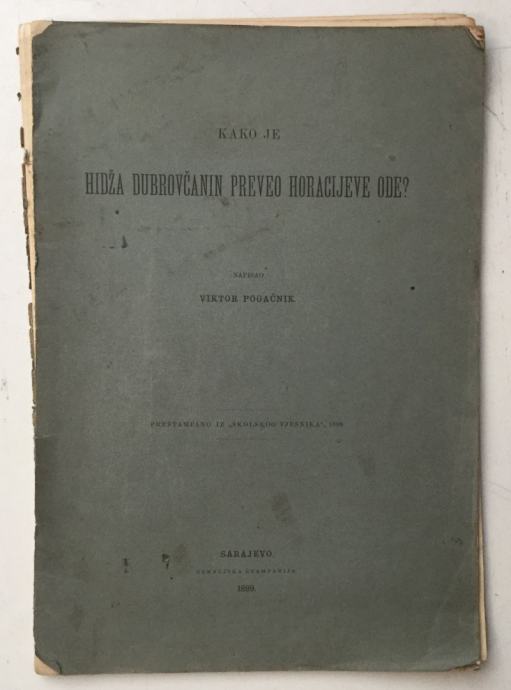 KAKO JE
HIDŽA DUBROVČANIN PREVEO HORACIJEVE ODE?
NAPISAO
VIKTOR POGAČNIK.
PREŠTAMPANO IZ „ŠKOLSKOG VJESNIKA“, 1899.
SARAJEVO.
ZEMALJSKA ŠTAMPARIJA.
1899.